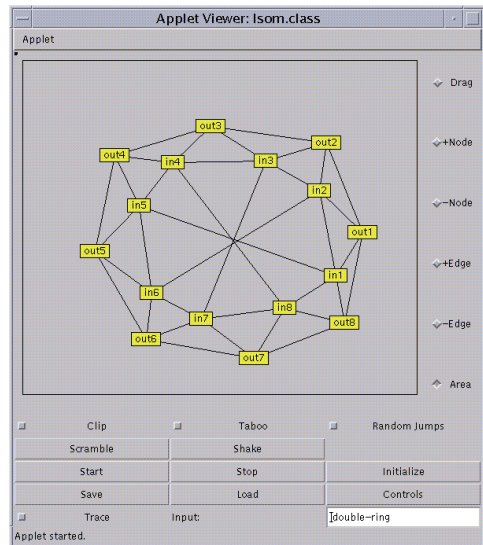 Applet Viewer: Isom.class
Applet
Drag
out3
out2
+Node
out4
in4
in3
in2
-Node
in5
out1
out5
+Edge
in1
in6
in8
in7
out8
-Edge
out6
out7
Area
Clip Taboo Random Jumps
Scramble Shake
Start Stop Initialize
Save Load Controls
Trace Input: double-ring
Applet started.